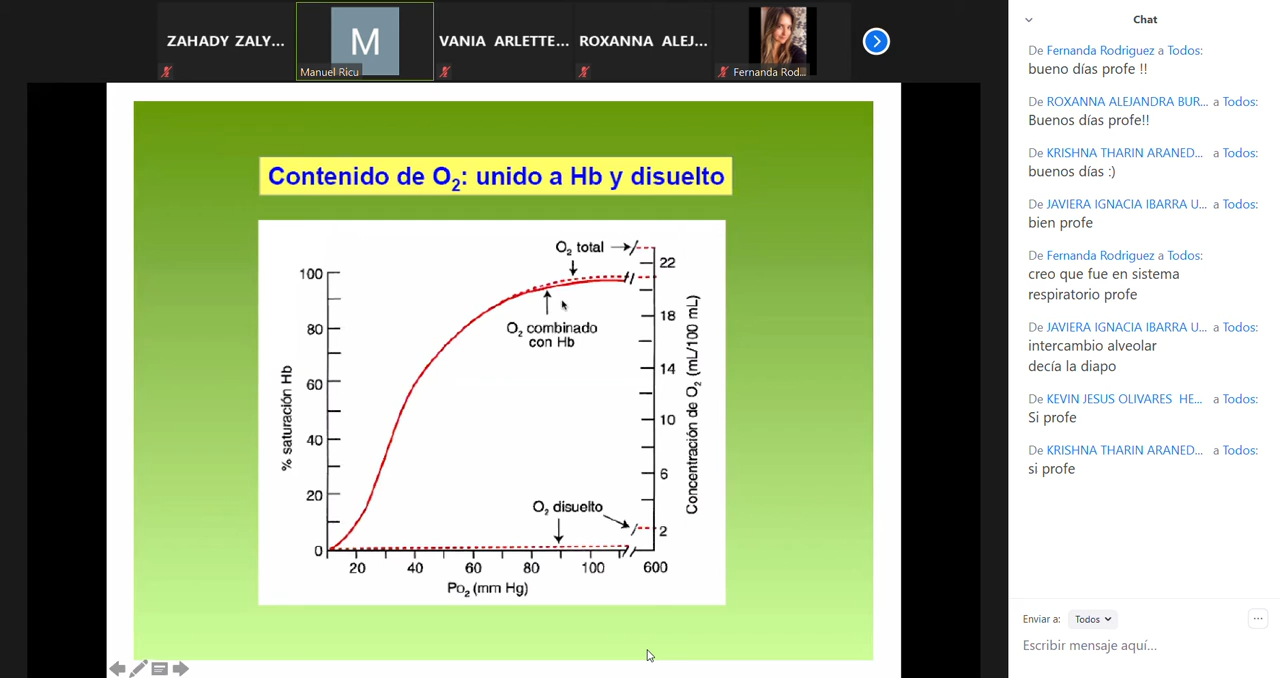 ZAHADY ZALY...
M
Manuel Ricu
VANIA ARLETTE...
ROXANNA ALEJ...
Fernanda Rod...
Contenido de O2: unido a Hb y disuelto
O2 total
O2 combinado
con Hb
O2 disuelto
% saturación Hb
100
80
60
40
20
0
20
40
60
80
100
600
Po2 (mm Hg)
22
18
14
10
6
2
Concentración de O2 (mL/100 mL)
Chat
De Fernanda Rodriguez a Todos:
bueno días profe !!
De ROXANNA ALEJANDRA BUR... a Todos:
Buenos días profe!!
De KRISHNA THARIN ARANED... a Todos:
buenos días :)
De JAVIERA IGNACIA IBARRA U... a Todos:
bien profe
De Fernanda Rodriguez a Todos:
creo que fue en sistema
respiratorio profe
De JAVIERA IGNACIA IBARRA U... a Todos:
intercambio alveolar
decía la diapo
De KEVIN JESUS OLIVARES HE... a Todos:
Si profe
De KRISHNA THARIN ARANED... a Todos:
si profe
Enviar a: Todos
...
Escribir mensaje aquí...